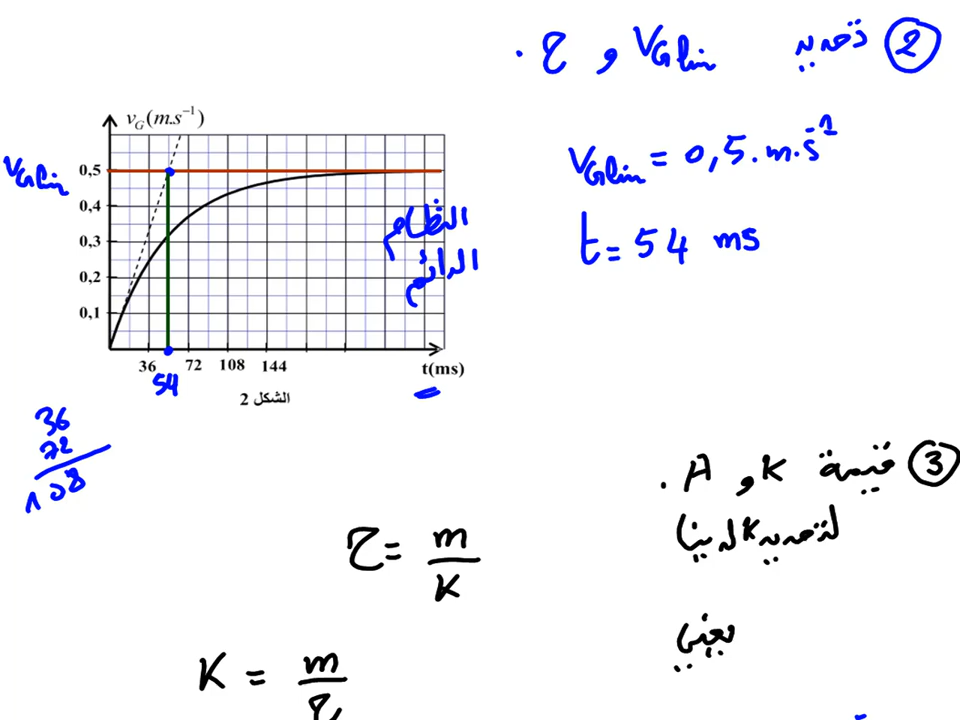 ② تحديد VGlim و τ .
vG(m.s⁻¹)
VGlim
0,5
0,4
0,3
0,2
0,1
النظام
الدائم
36 72 108 144 t(ms)
54
الشكل 2
VGlim = 0,5.m.s⁻¹
t = 54 ms
36
72
108
③ قيمة K و A .
لتحديد K لدينا
τ = m/K
يعني
K = m/τ